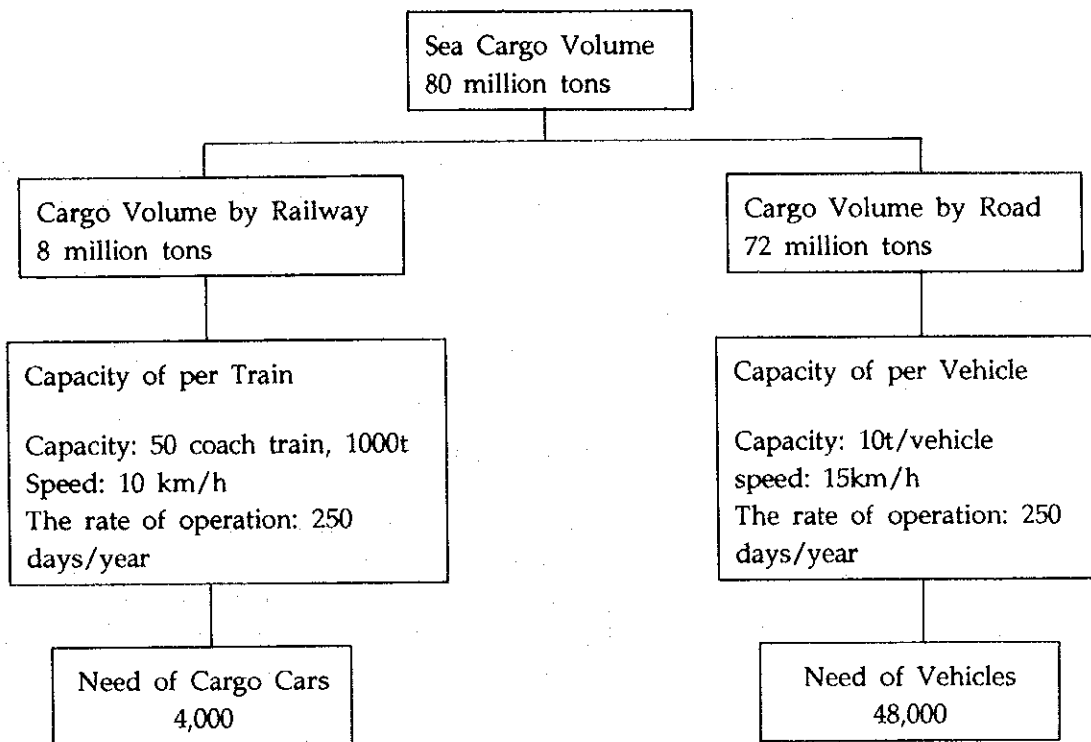 Sea Cargo Volume
80 million tons
Cargo Volume by Railway
8 million tons
Cargo Volume by Road
72 million tons
Capacity of per Train
Capacity: 50 coach train, 1000t
Speed: 10 km/h
The rate of operation: 250
days/year
Capacity of per Vehicle
Capacity: 10t/vehicle
speed: 15km/h
The rate of operation: 250
days/year
Need of Cargo Cars
4,000
Need of Vehicles
48,000